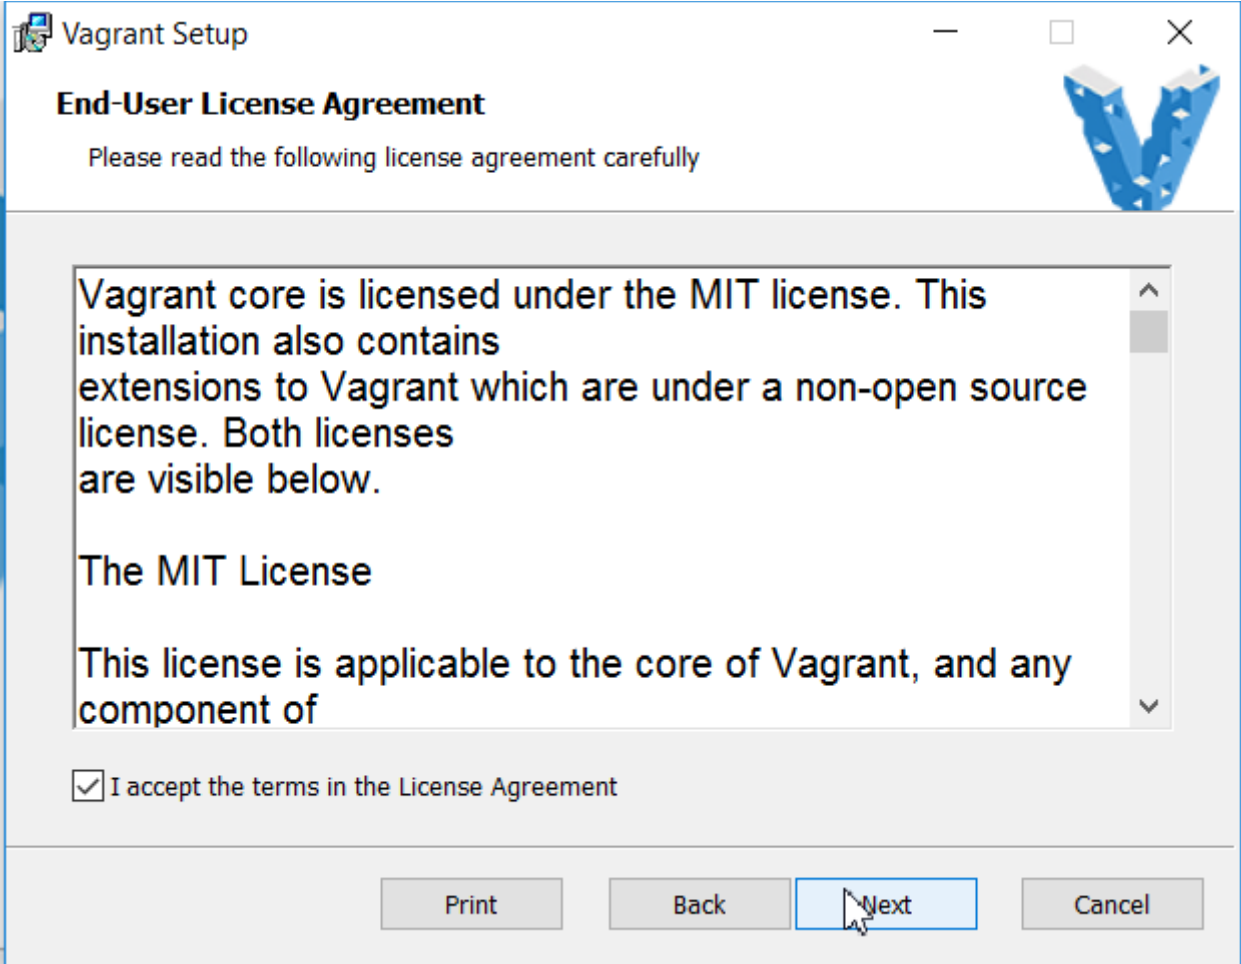 Vagrant Setup
End-User License Agreement
Please read the following license agreement carefully
Vagrant core is licensed under the MIT license. This
installation also contains
extensions to Vagrant which are under a non-open source
license. Both licenses
are visible below.
The MIT License
This license is applicable to the core of Vagrant, and any
component of
I accept the terms in the License Agreement
Print Back Next Cancel